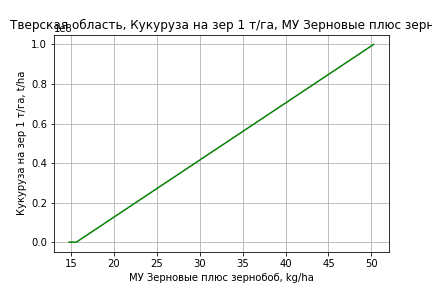 Тверская область, Кукуруза на зер 1 т/га, МУ Зерновые плюс зерн
1e8
1.0
0.8
0.6
0.4
0.2
0.0
Кукуруза на зер 1 т/га, t/ha
15 20 25 30 35 40 45 50
МУ Зерновые плюс зернобоб, kg/ha